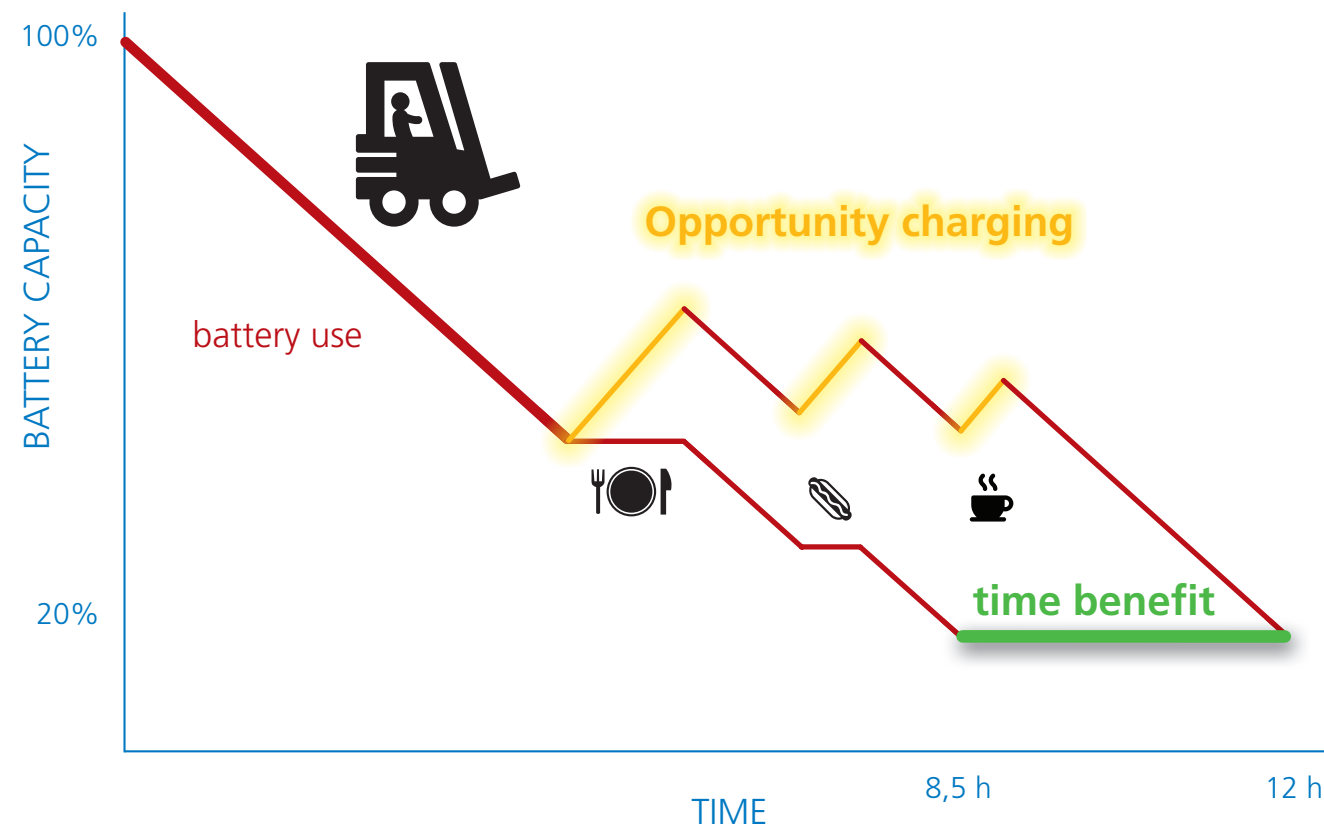 100%
BATTERY CAPACITY
Opportunity charging
battery use
time benefit
20%
8,5 h
12 h
TIME